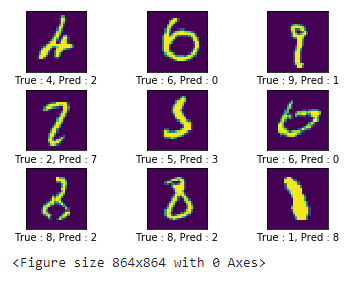 True : 4, Pred : 2 True : 6, Pred : 0 True : 9, Pred : 1
True : 2, Pred : 7 True : 5, Pred : 3 True : 6, Pred : 0
True : 8, Pred : 2 True : 8, Pred : 2 True : 1, Pred : 8
<Figure size 864x864 with 0 Axes>